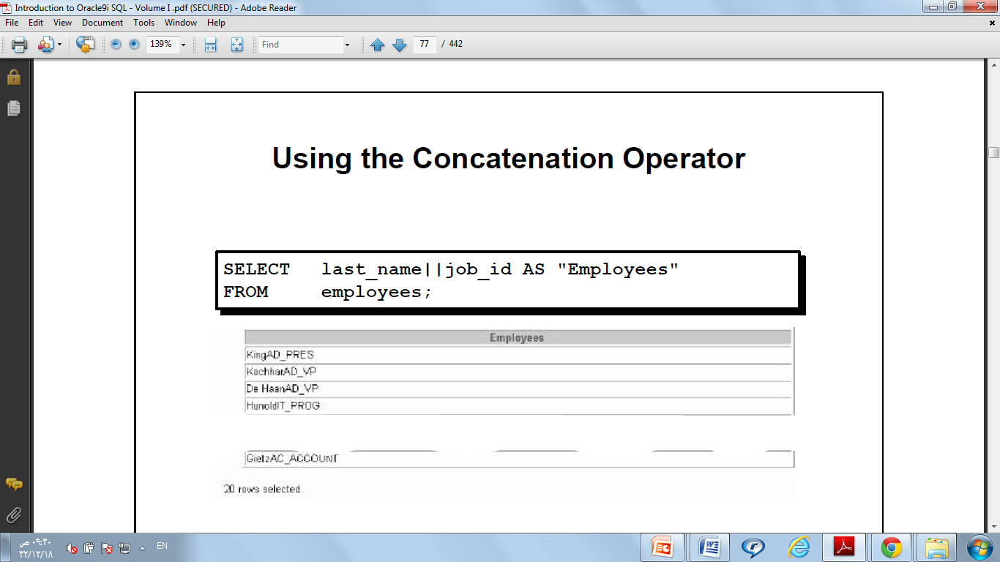 Introduction to Oracle9i SQL - Volume I .pdf (SECURED) - Adobe Reader
File Edit View Document Tools Window Help
139% Find 77 / 442
Using the Concatenation Operator
SELECT last_name||job_id AS "Employees"
FROM employees;
Employees
KingAD_PRES
KochharAD_VP
De HaanAD_VP
HunoldIT_PROG
GietzAC_ACCOUNT
20 rows selected.
EN
٠٩:٣٠ ص
٣٢/١٢/١٨